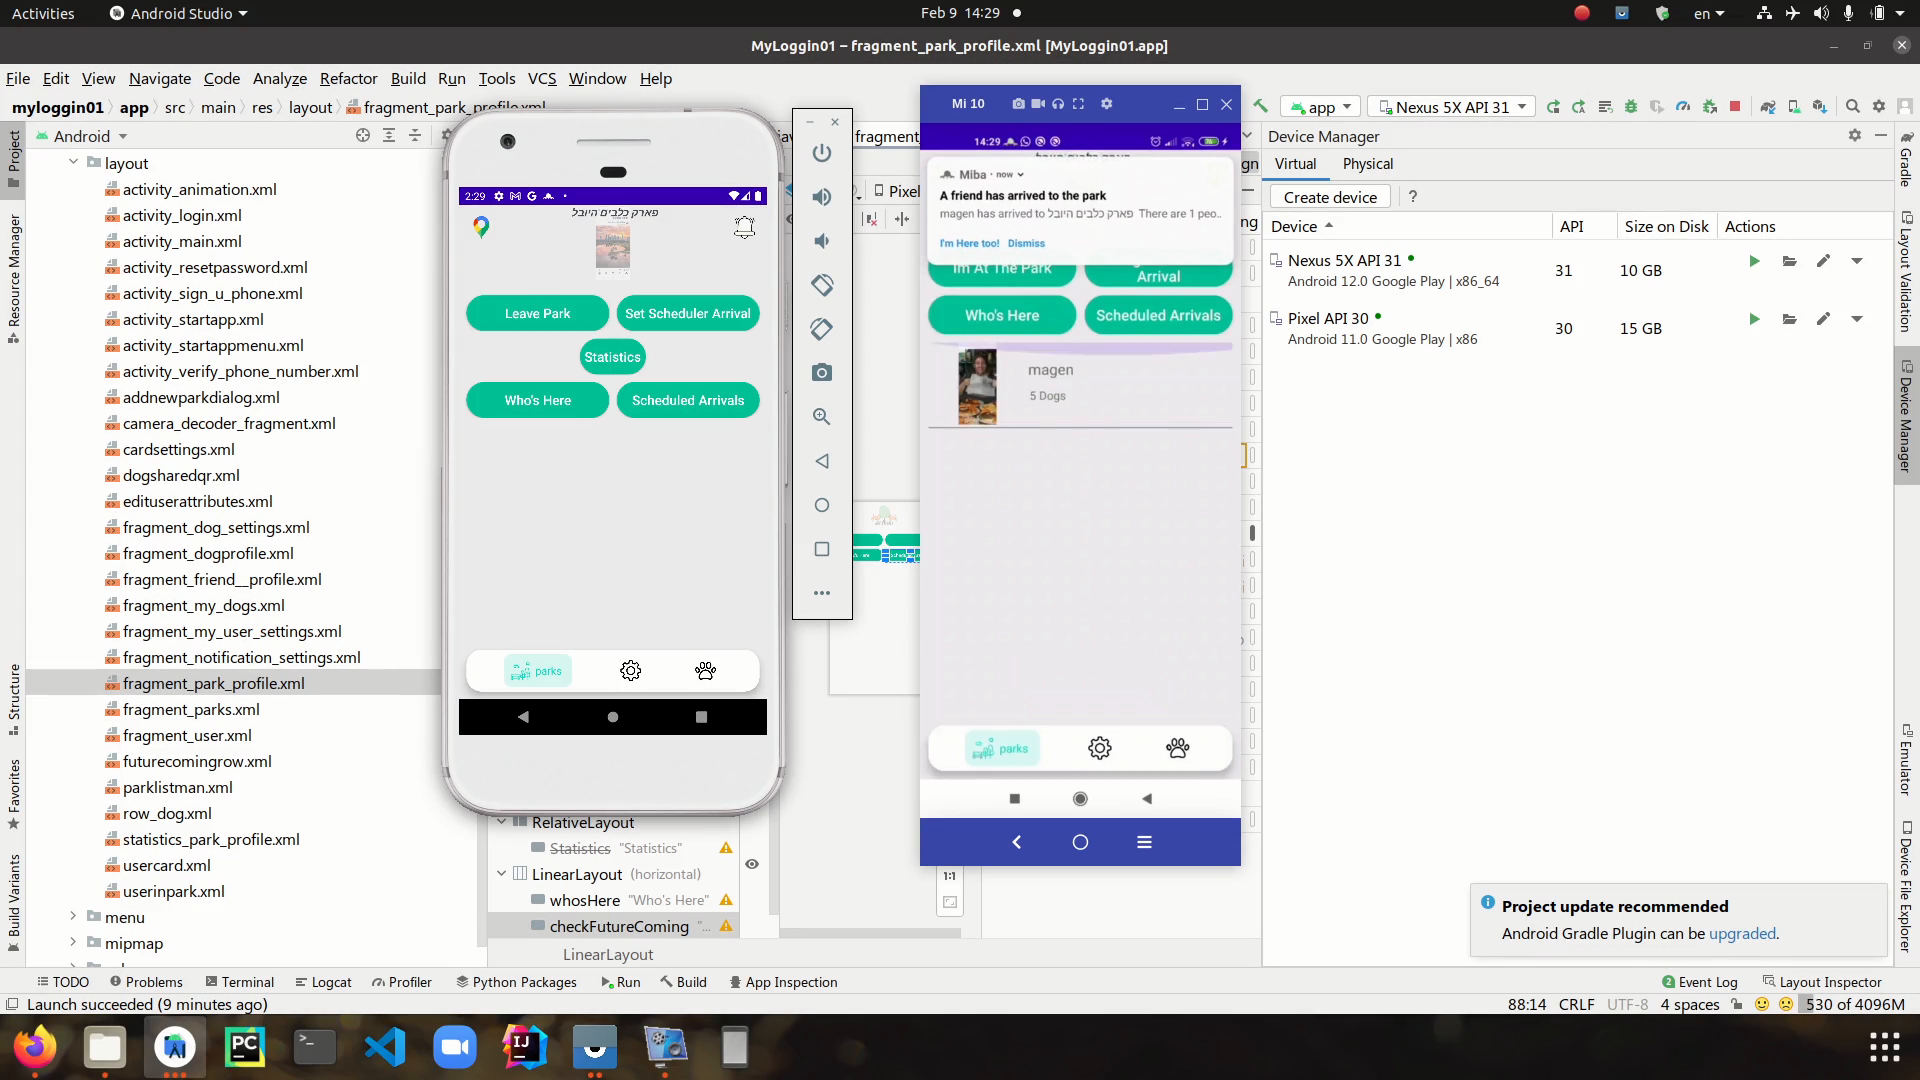 Activities
Android Studio
Feb 9 14:29
en
MyLoggin01 – fragment_park_profile.xml [MyLoggin01.app]
File Edit View Navigate Code Analyze Refactor Build Run Tools VCS Window Help
myloggin01 app src main res layout fragment_park_profile.xml
app
Nexus 5X API 31
Project
Resource Manager
Structure
Favorites
Build Variants
Android
layout
activity_animation.xml
activity_login.xml
activity_main.xml
activity_resetpassword.xml
activity_sign_u_phone.xml
activity_startapp.xml
activity_startappmenu.xml
activity_verify_phone_number.xml
addnewparkdialog.xml
camera_decoder_fragment.xml
cardsettings.xml
dogsharedqr.xml
edituserattributes.xml
fragment_dog_settings.xml
fragment_dogprofile.xml
fragment_friend__profile.xml
fragment_my_dogs.xml
fragment_my_user_settings.xml
fragment_notification_settings.xml
fragment_park_profile.xml
fragment_parks.xml
fragment_user.xml
futurecomingrow.xml
parklistman.xml
row_dog.xml
statistics_park_profile.xml
usercard.xml
userinpark.xml
menu
mipmap
2:29
פארק כלבים היובל
Leave Park
Set Scheduler Arrival
Statistics
Who's Here
Scheduled Arrivals
parks
fragment_
Pixel
RelativeLayout
Statistics "Statistics"
LinearLayout (horizontal)
whosHere "Who's Here"
checkFutureComing "...
LinearLayout
1:1
Mi 10
14:29
Miba · now
A friend has arrived to the park
magen has arrived to פארק כלבים היובל There are 1 peo..
I'm Here too! Dismiss
Im At The Park
Arrival
Who's Here
Scheduled Arrivals
magen
5 Dogs
parks
Device Manager
Virtual
Physical
Create device
?
Device API Size on Disk Actions
Nexus 5X API 31
Android 12.0 Google Play | x86_64
31
10 GB
Pixel API 30
Android 11.0 Google Play | x86
30
15 GB
Gradle
Layout Validation
Device Manager
Emulator
Device File Explorer
Project update recommended
Android Gradle Plugin can be upgraded.
TODO Problems Terminal Logcat Profiler Python Packages Run Build App Inspection
2 Event Log Layout Inspector
Launch succeeded (9 minutes ago)
88:14 CRLF UTF-8 4 spaces 530 of 4096M